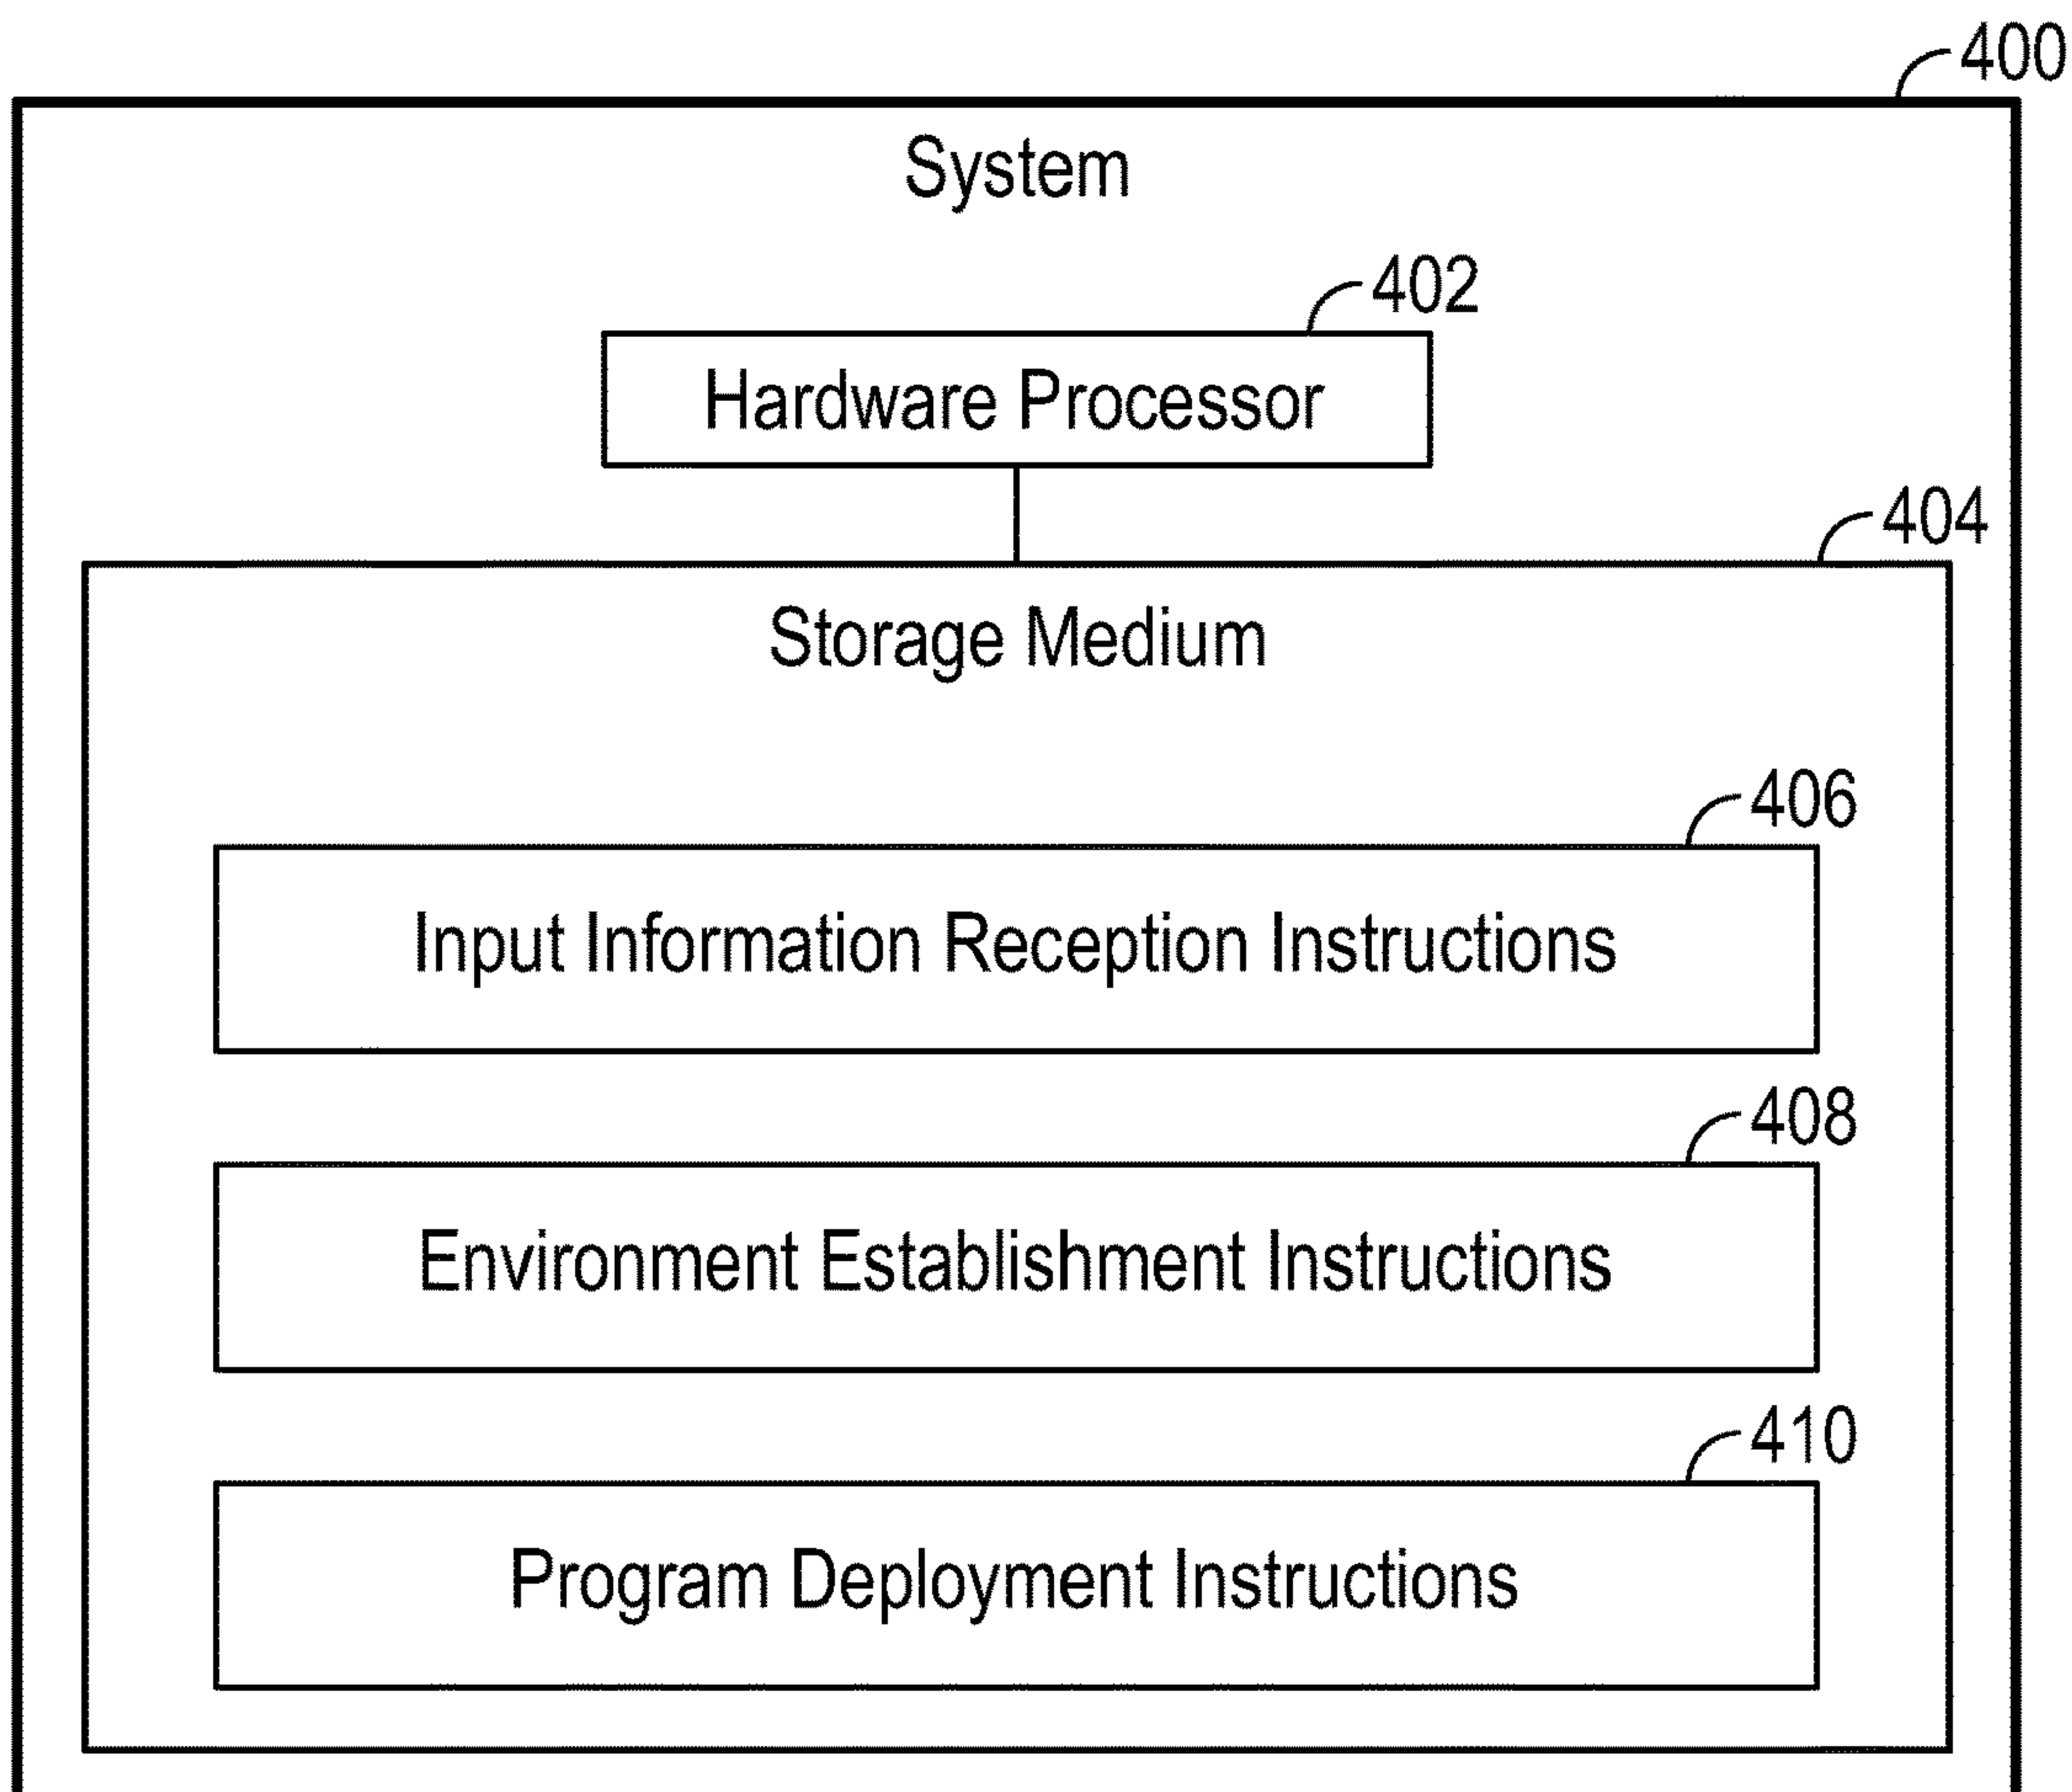 400
System
402
Hardware Processor
404
Storage Medium
406
Input Information Reception Instructions
408
Environment Establishment Instructions
410
Program Deployment Instructions